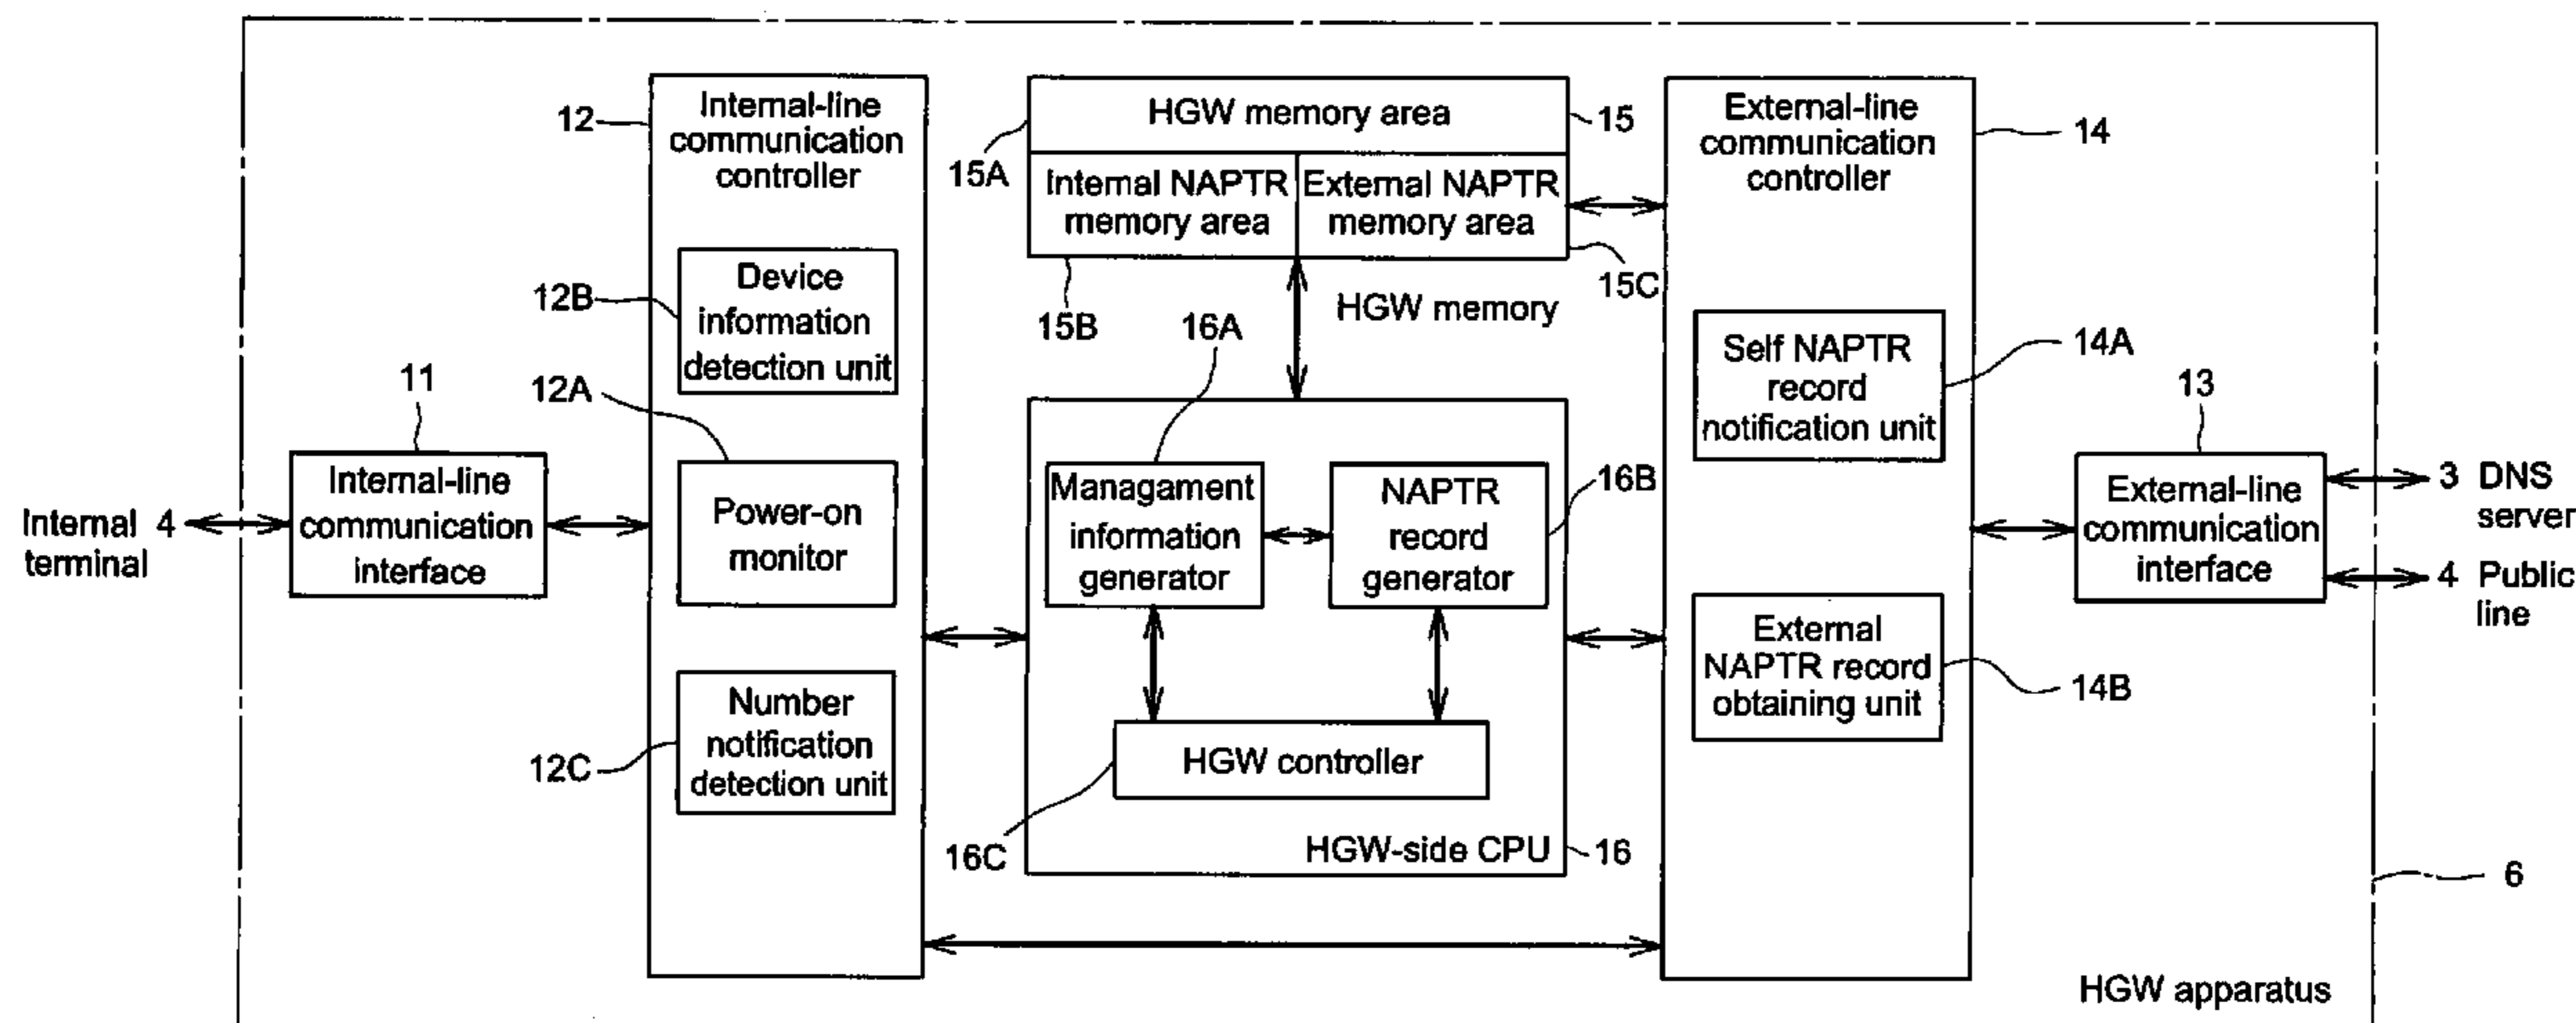 Internal 4
terminal
11
Internal-line
communication
interface
12
Internal-line
communication
controller
12B
Device
information
detection unit
12A
Power-on
monitor
12C
Number
notification
detection unit
HGW memory area
15
15A
Internal NAPTR
memory area
External NAPTR
memory area
15B
15C
HGW memory
16A
Managament
information
generator
NAPTR
record
generator
16B
HGW controller
16C
HGW-side CPU
16
External-line
communication
controller
14
Self NAPTR
record
notification unit
14A
External
NAPTR record
obtaining unit
14B
13
External-line
communication
interface
3 DNS
server
4 Public
line
6
HGW apparatus